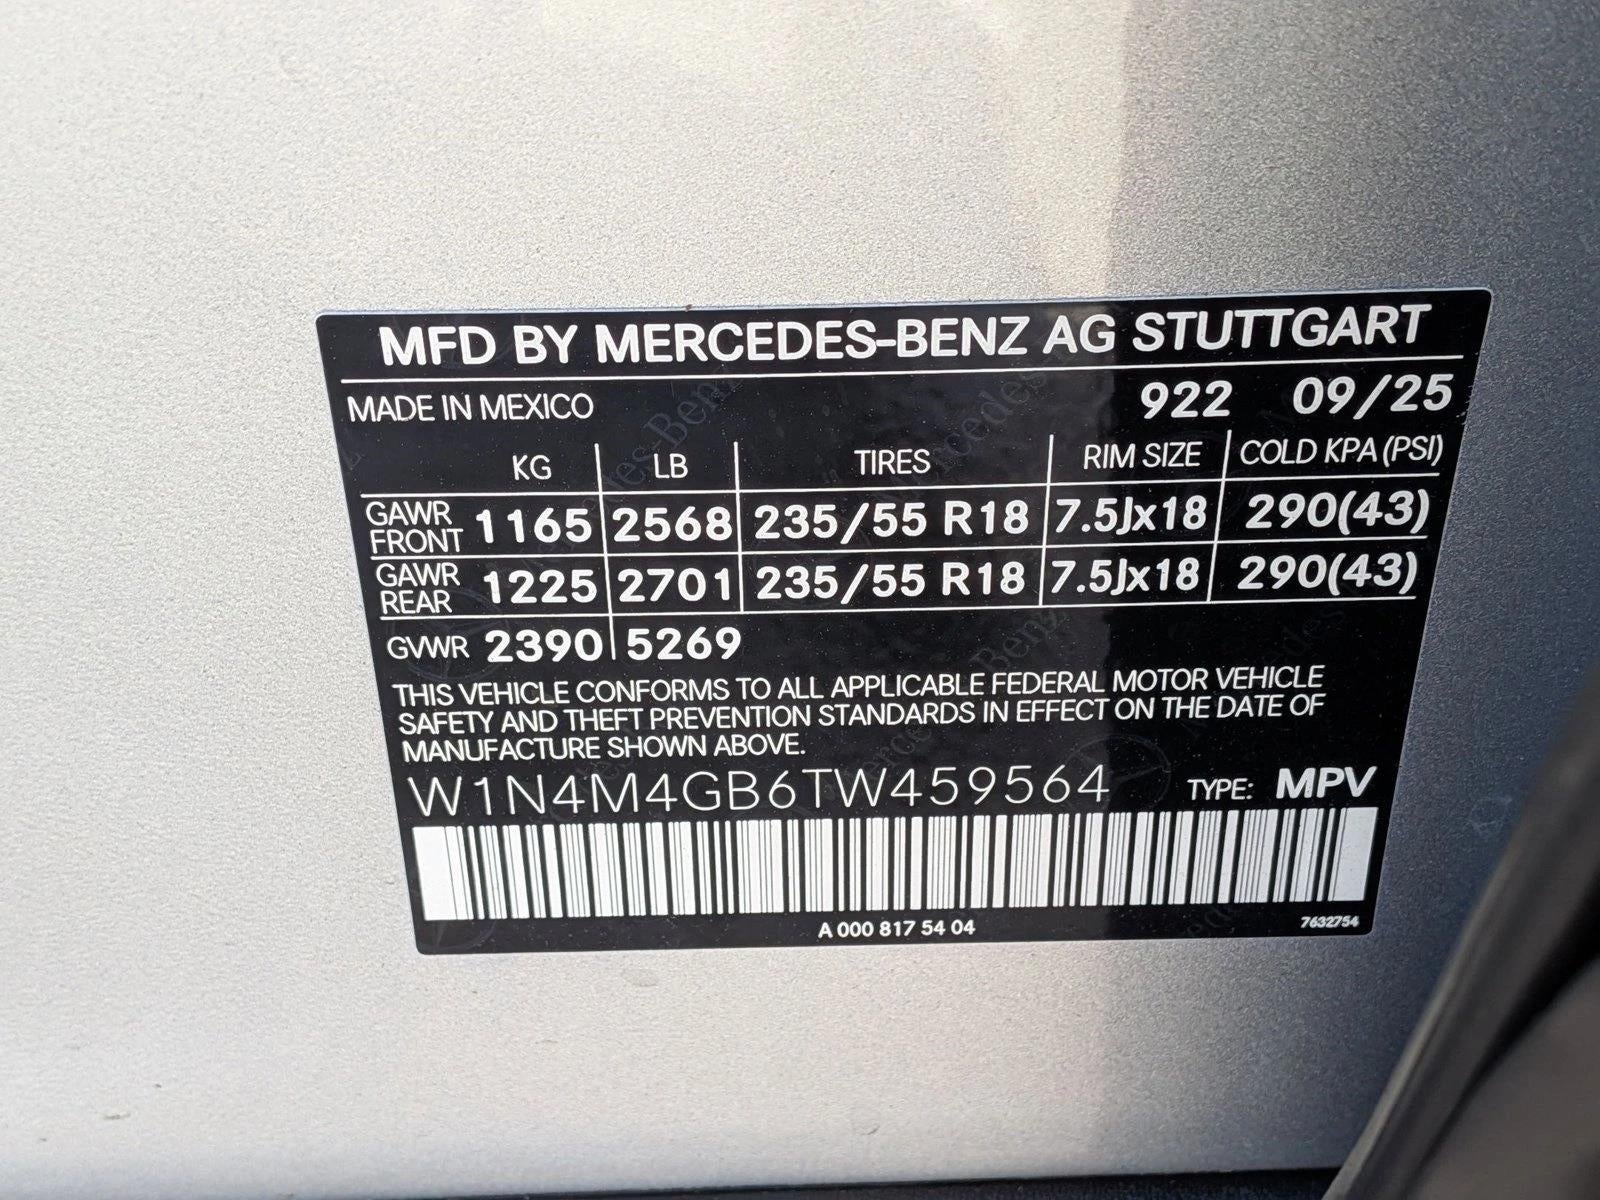 MFD BY MERCEDES-BENZ AG STUTTGART
MADE IN MEXICO 922 09/25
KG LB TIRES RIM SIZE COLD KPA (PSI)
GAWR FRONT 1165 2568 235/55 R18 7.5Jx18 290(43)
GAWR REAR 1225 2701 235/55 R18 7.5Jx18 290(43)
GVWR 2390 5269
THIS VEHICLE CONFORMS TO ALL APPLICABLE FEDERAL MOTOR VEHICLE
SAFETY AND THEFT PREVENTION STANDARDS IN EFFECT ON THE DATE OF
MANUFACTURE SHOWN ABOVE.
W1N4M4GB6TW459564 TYPE: MPV
A 000 817 54 04 7632754